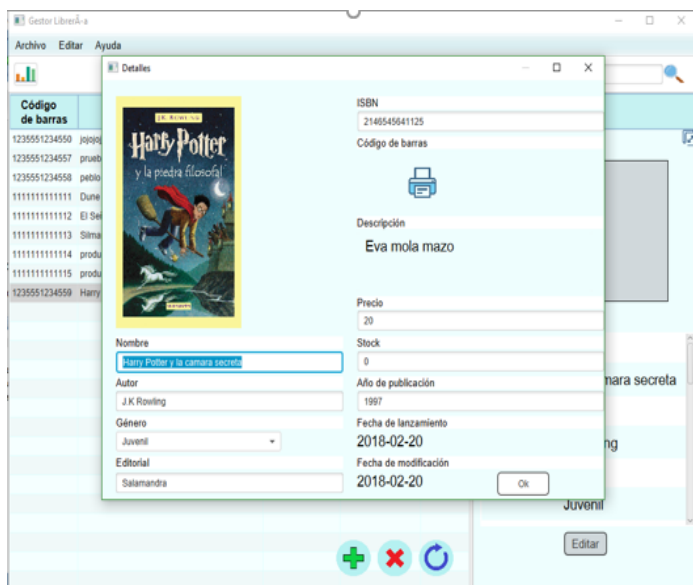 Gestor LibrerÃ­a
Archivo Editar Ayuda
Código
de barras
1235551234550 jojojoj
1235551234557 prueb
1235551234558 peblo
1111111111111 Dune
1111111111112 El Se
1111111111113 Silma
1111111111114 produ
1111111111115 produ
1235551234559 Harry
Detalles
J.K. ROWLING
Harry Potter
y la piedra filosofal
Nombre
Harry Potter y la camara secreta
Autor
J.K Rowling
Género
Juvenil
Editorial
Salamandra
ISBN
2146545641125
Código de barras
Descripción
Eva mola mazo
Precio
20
Stock
0
Año de publicación
1997
Fecha de lanzamiento
2018-02-20
Fecha de modificación
2018-02-20
Ok
mara secreta
ng
Juvenil
Editar